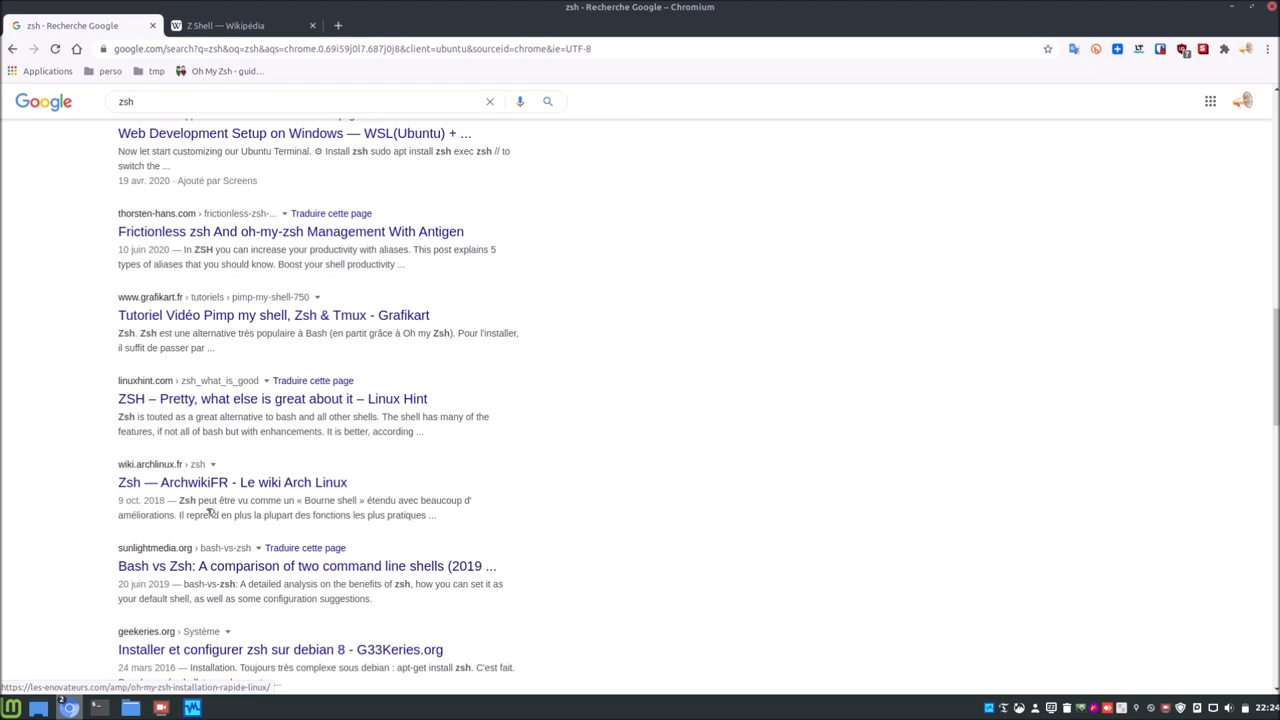 zsh - Recherche Google – Chromium
zsh - Recherche Google
Z Shell — Wikipédia
google.com/search?q=zsh&oq=zsh&aqs=chrome.0.69i59j0l7.687j0j8&client=ubuntu&sourceid=chrome&ie=UTF-8
Applications
perso
tmp
Oh My Zsh - guid...
Google
zsh
Web Development Setup on Windows — WSL(Ubuntu) + ...
Now let start customizing our Ubuntu Terminal. ⚙ Install zsh sudo apt install zsh exec zsh // to
switch the ...
19 avr. 2020 · Ajouté par Screens
thorsten-hans.com › frictionless-zsh-... Traduire cette page
Frictionless zsh And oh-my-zsh Management With Antigen
10 juin 2020 — In ZSH you can increase your productivity with aliases. This post explains 5
types of aliases that you should know. Boost your shell productivity ...
www.grafikart.fr › tutoriels › pimp-my-shell-750
Tutoriel Vidéo Pimp my shell, Zsh & Tmux - Grafikart
Zsh. Zsh est une alternative très populaire à Bash (en partit grâce à Oh my Zsh). Pour l'installer,
il suffit de passer par ...
linuxhint.com › zsh_what_is_good Traduire cette page
ZSH – Pretty, what else is great about it – Linux Hint
Zsh is touted as a great alternative to bash and all other shells. The shell has many of the
features, if not all of bash but with enhancements. It is better, according ...
wiki.archlinux.fr › zsh
Zsh — ArchwikiFR - Le wiki Arch Linux
9 oct. 2018 — Zsh peut être vu comme un « Bourne shell » étendu avec beaucoup d'
améliorations. Il reprend en plus la plupart des fonctions les plus pratiques ...
sunlightmedia.org › bash-vs-zsh Traduire cette page
Bash vs Zsh: A comparison of two command line shells (2019 ...
20 juin 2019 — bash-vs-zsh: A detailed analysis on the benefits of zsh, how you can set it as
your default shell, as well as some configuration suggestions.
geekeries.org › Système
Installer et configurer zsh sur debian 8 - G33Keries.org
24 mars 2016 — Installation. Toujours très complexe sous debian : apt-get install zsh. C'est fait.
https://les-enovateurs.com/amp/oh-my-zsh-installation-rapide-linux/
2
22:24